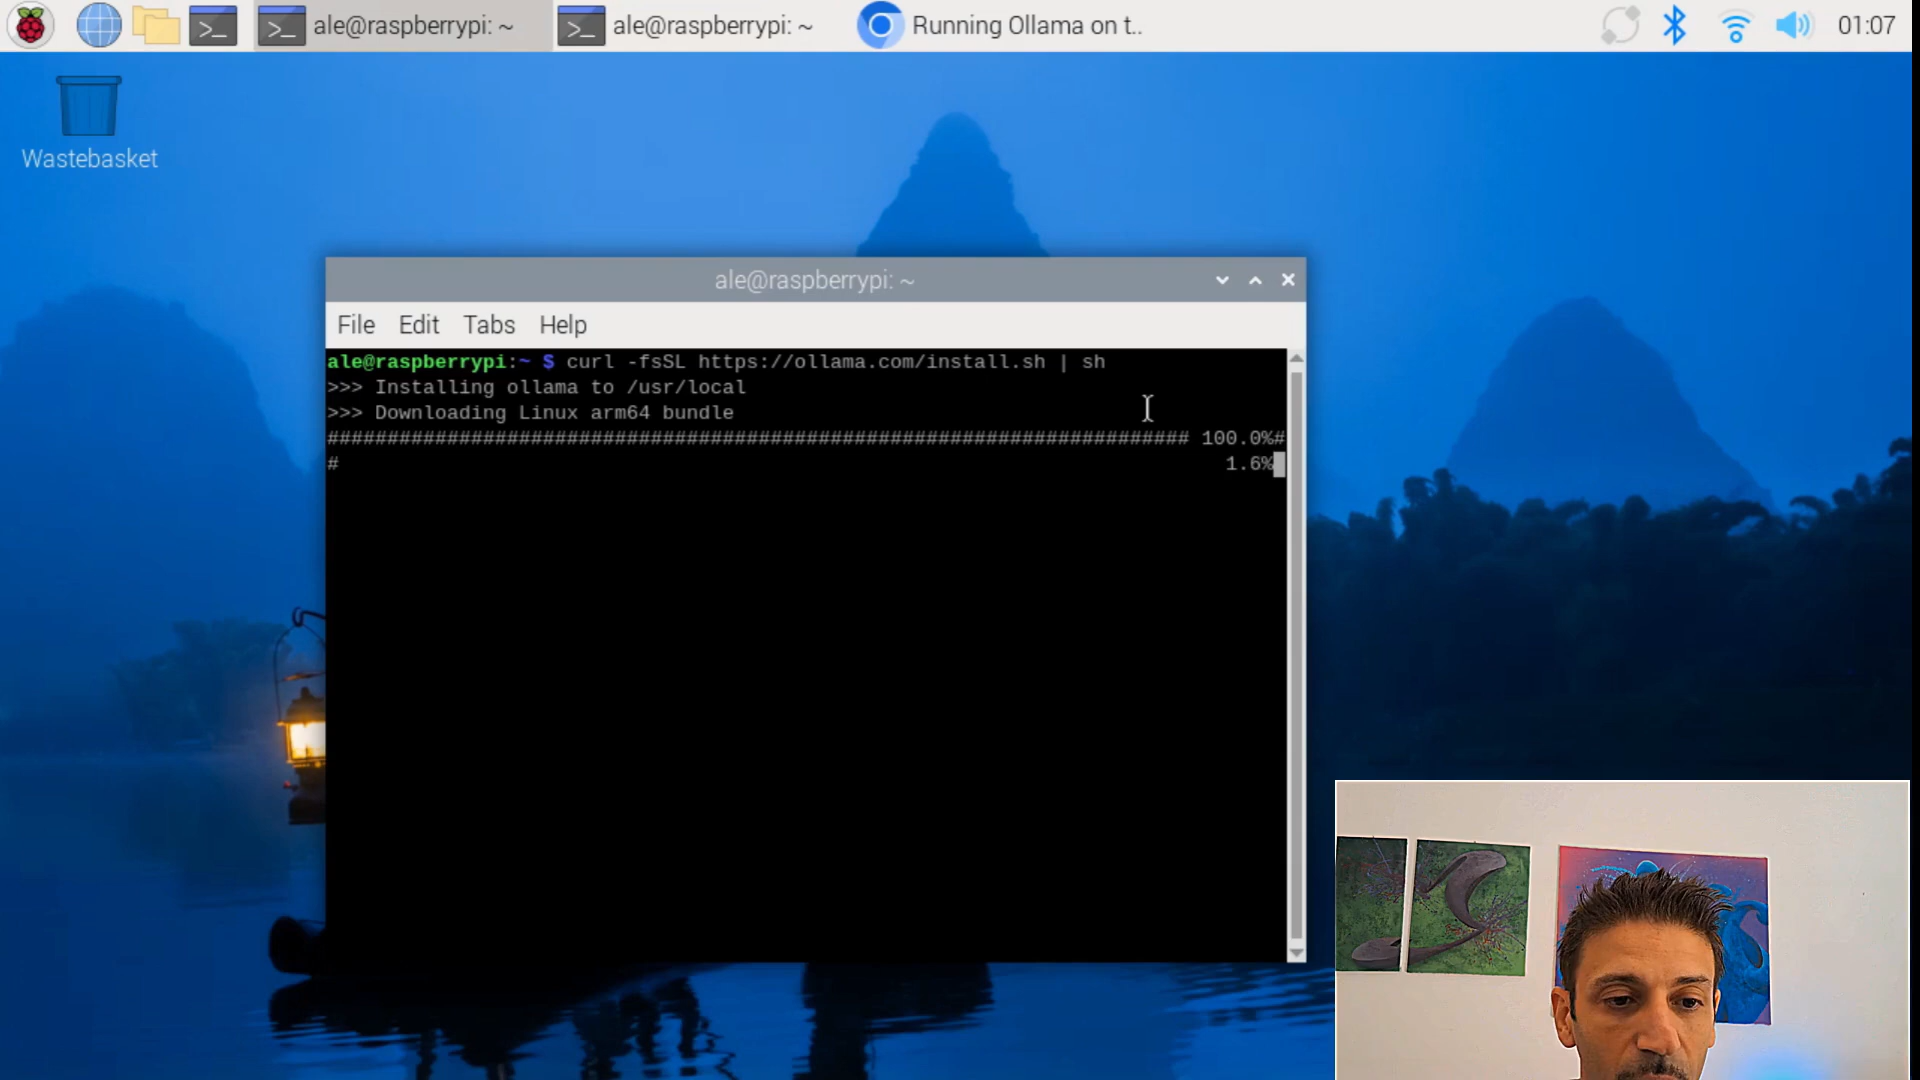 ale@raspberrypi: ~
ale@raspberrypi: ~
Running Ollama on t..
01:07
Wastebasket
ale@raspberrypi: ~
File Edit Tabs Help
ale@raspberrypi:~ $ curl -fsSL https://ollama.com/install.sh | sh
>>> Installing ollama to /usr/local
>>> Downloading Linux arm64 bundle
######################################################################## 100.0%#
# 1.6%